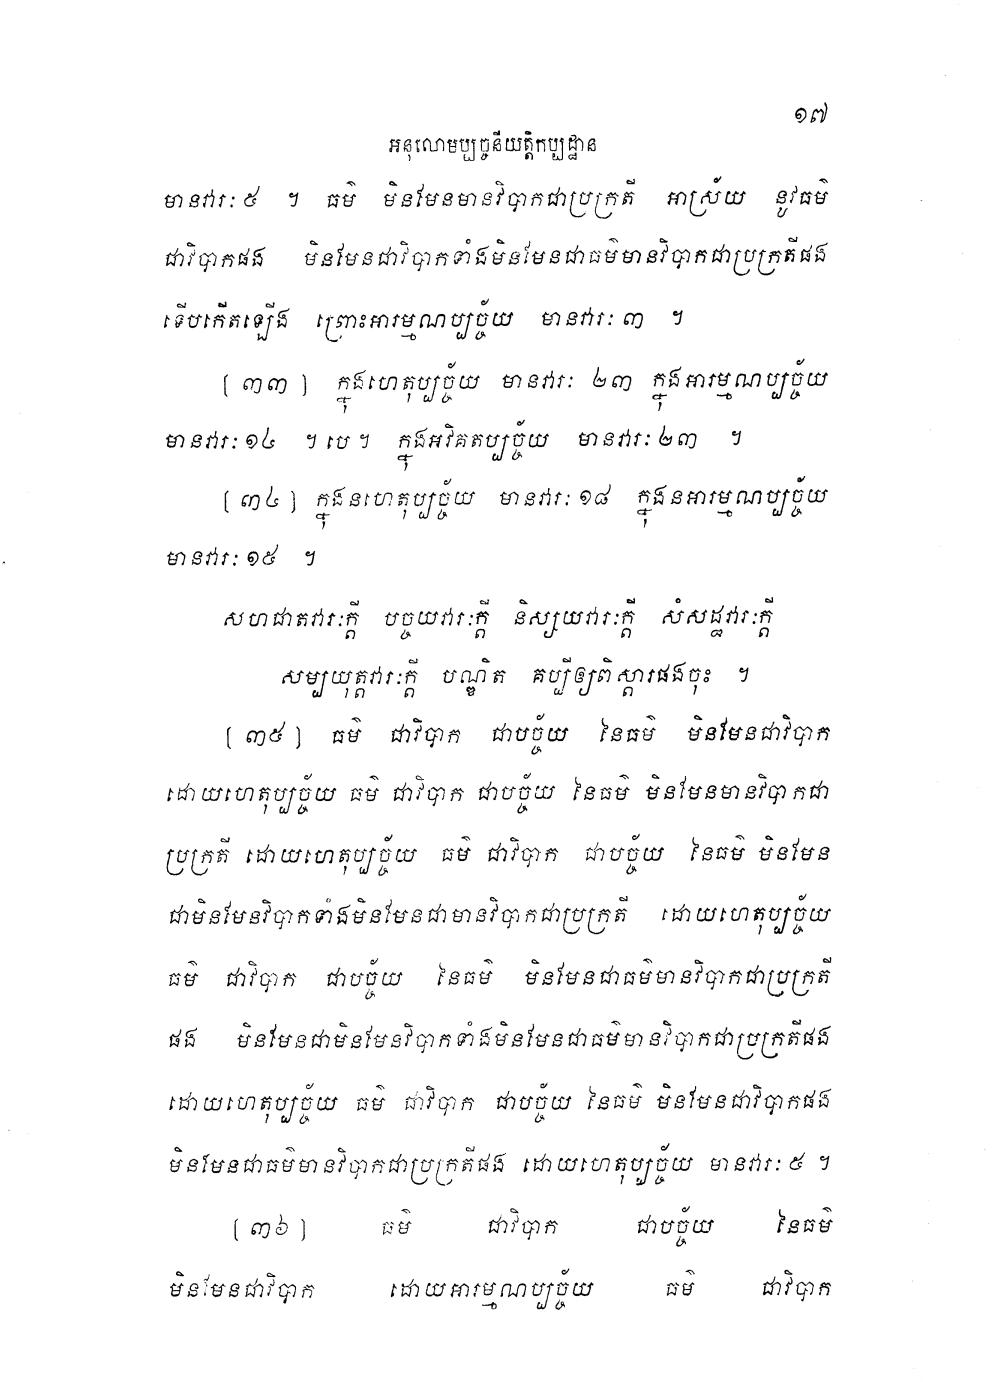 ១៧
អនុលោមប្បច្ចនីយត្តិកប្បដ្ឋាន
មានវារៈ ៥ ។ ធម៌ មិនមែនមានវិបាកជាប្រក្រតី អាស្រ័យ នូវធម៌
ជាវិបាកផង មិនមែនជាវិបាកទាំងមិនមែនជាធម៌មានវិបាកជាប្រក្រតីផង
ទើបកើតឡើង ព្រោះអារម្មណប្បច្ច័យ មានវារៈ ៣ ។
[ ៣៣ ] ក្នុងហេតុប្បច្ច័យ មានវារៈ ២៣ ក្នុងអារម្មណប្បច្ច័យ
មានវារៈ ១៤ ។ បេ ។ ក្នុងអវិគតប្បច្ច័យ មានវារៈ ២៣ ។
[ ៣៤ ] ក្នុងនហេតុប្បច្ច័យ មានវារៈ ១៨ ក្នុងនអារម្មណប្បច្ច័យ
មានវារៈ ១៥ ។
សហជាតវារៈក្តី បច្ចយវារៈក្តី និស្សយវារៈក្តី សំសដ្ឋវារៈក្តី
សម្បយុត្តវារៈក្តី បណ្ឌិត គប្បីឲ្យពិស្តារផងចុះ ។
[ ៣៥ ] ធម៌ ជាវិបាក ជាបច្ច័យ នៃធម៌ មិនមែនជាវិបាក
ដោយហេតុប្បច្ច័យ ធម៌ ជាវិបាក ជាបច្ច័យ នៃធម៌ មិនមែនមានវិបាកជា
ប្រក្រតី ដោយហេតុប្បច្ច័យ ធម៌ ជាវិបាក ជាបច្ច័យ នៃធម៌ មិនមែន
ជាមិនមែនវិបាកទាំងមិនមែនជាមានវិបាកជាប្រក្រតី ដោយហេតុប្បច្ច័យ
ធម៌ ជាវិបាក ជាបច្ច័យ នៃធម៌ មិនមែនជាធម៌មានវិបាកជាប្រក្រតី
ផង មិនមែនជាមិនមែនវិបាកទាំងមិនមែនជាធម៌មានវិបាកជាប្រក្រតីផង
ដោយហេតុប្បច្ច័យ ធម៌ ជាវិបាក ជាបច្ច័យ នៃធម៌ មិនមែនជាវិបាកផង
មិនមែនជាធម៌មានវិបាកជាប្រក្រតីផង ដោយហេតុប្បច្ច័យ មានវារៈ ៥ ។
[ ៣៦ ] ធម៌ ជាវិបាក ជាបច្ច័យ នៃធម៌
មិនមែនជាវិបាក ដោយអារម្មណប្បច្ច័យ ធម៌ ជាវិបាក